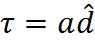 τ = ad̂